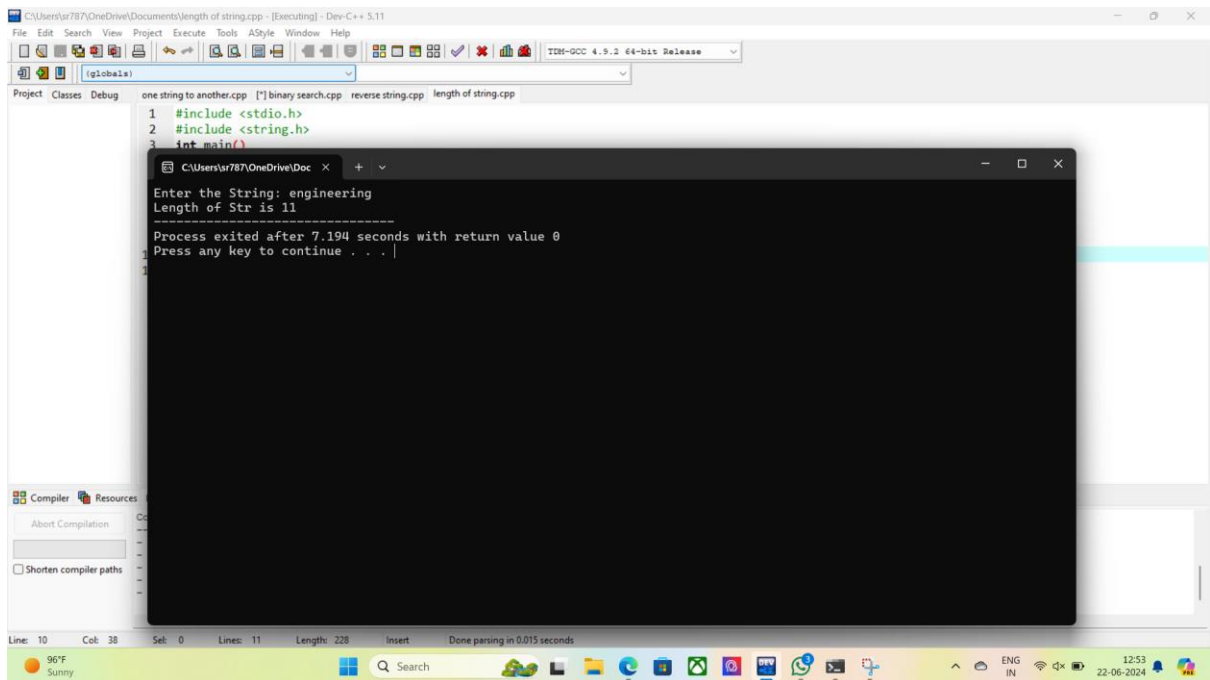 C:\Users\sr787\OneDrive\Documents\length of string.cpp - [Executing] - Dev-C++ 5.11
File Edit Search View Project Execute Tools AStyle Window Help
TDM-GCC 4.9.2 64-bit Release
(globals)
Project Classes Debug one string to another.cpp [*] binary search.cpp reverse string.cpp length of string.cpp
1 #include <stdio.h>
2 #include <string.h>
3 int main()
C:\Users\sr787\OneDrive\Doc
Enter the String: engineering
Length of Str is 11
--------------------------------
Process exited after 7.194 seconds with return value 0
Press any key to continue . . .
1
1
Compiler Resources
Abort Compilation
Shorten compiler paths
Line: 10 Col: 38 Sel: 0 Lines: 11 Length: 228 Insert Done parsing in 0.015 seconds
96°F
Sunny
Search
DEV
3
ENG
IN
12:53
22-06-2024
PRE